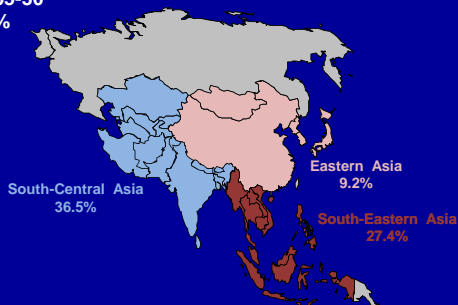 %
Eastern Asia
9.2%
South-Central Asia
36.5%
South-Eastern Asia
27.4%